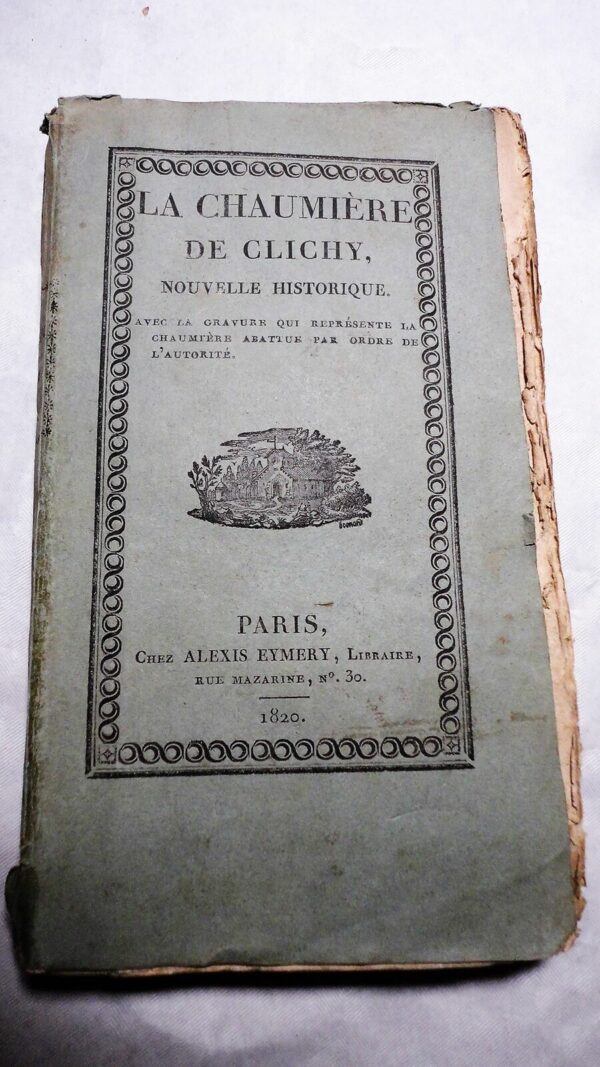 LA CHAUMIÈRE
DE CLICHY,
NOUVELLE HISTORIQUE.
AVEC LA GRAVURE QUI REPRÉSENTE LA
CHAUMIÈRE ABATTUE PAR ORDRE DE
L'AUTORITÉ.
PARIS,
CHEZ ALEXIS EYMERY, LIBRAIRE,
RUE MAZARINE, Nº. 30.
1820.